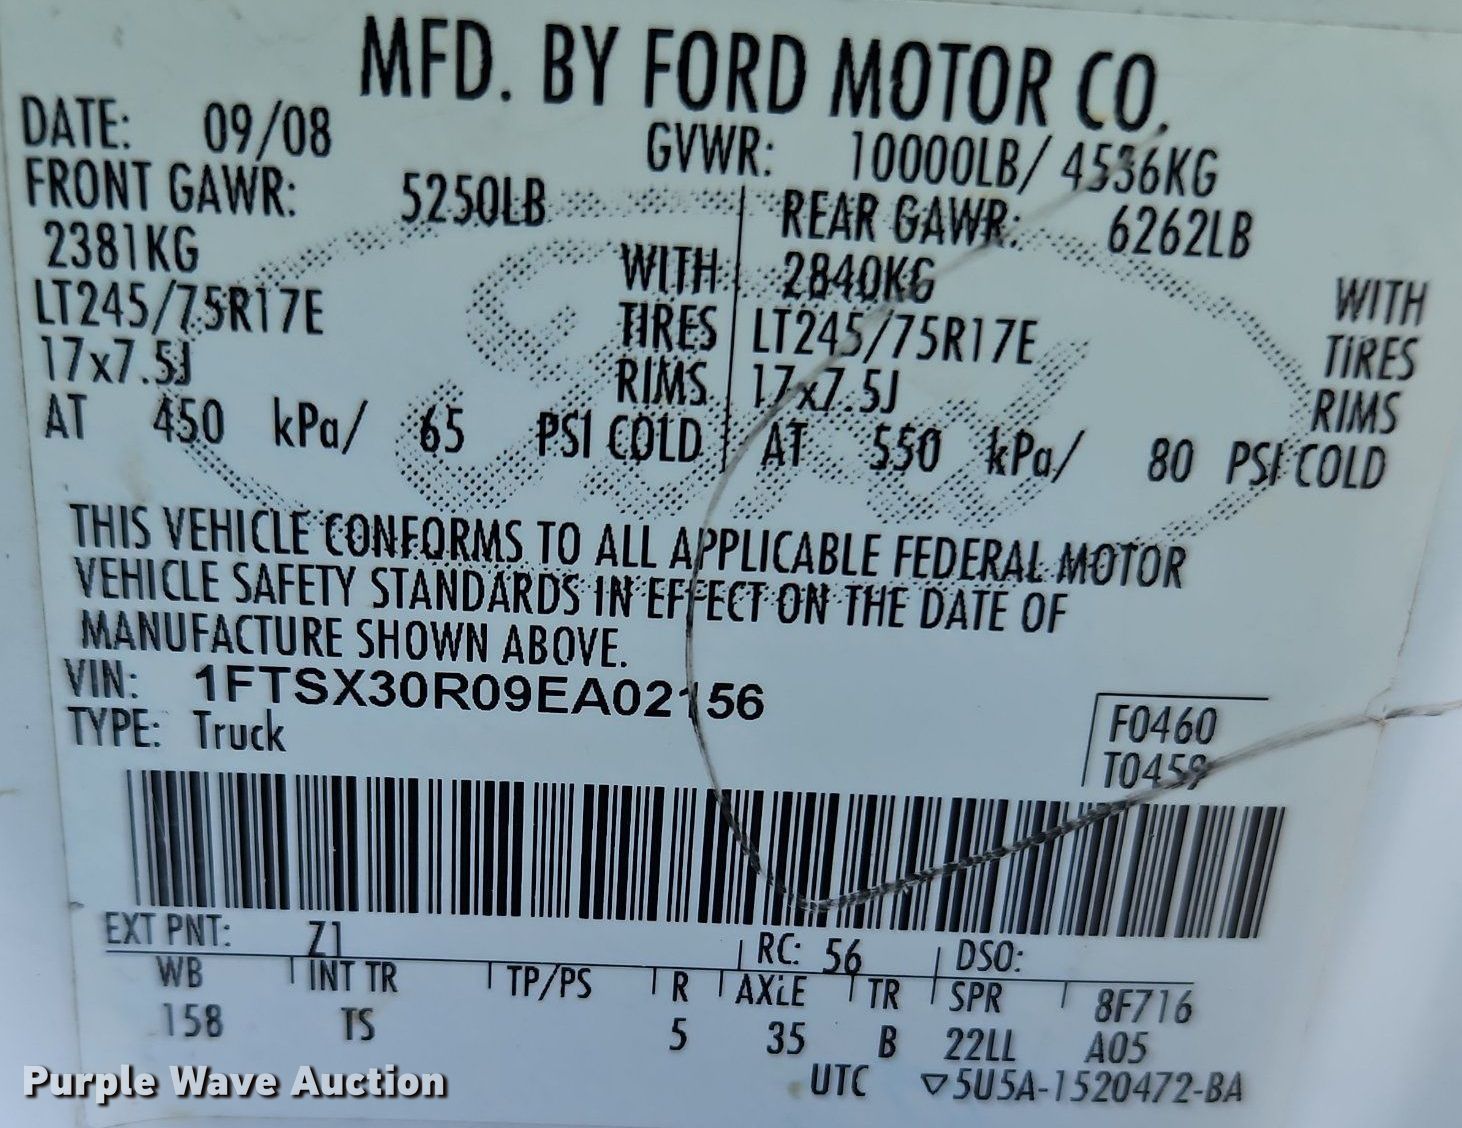 MFD. BY FORD MOTOR CO.
DATE: 09/08 GVWR: 10000LB/ 4536KG
FRONT GAWR: 5250LB REAR GAWR: 6262LB
2381KG WITH 2840KG WITH
LT245/75R17E TIRES LT245/75R17E TIRES
17x7.5J RIMS 17x7.5J RIMS
AT 450 kPa/ 65 PSI COLD AT 550 kPa/ 80 PSI COLD
THIS VEHICLE CONFORMS TO ALL APPLICABLE FEDERAL MOTOR
VEHICLE SAFETY STANDARDS IN EFFECT ON THE DATE OF
MANUFACTURE SHOWN ABOVE.
VIN: 1FTSX30R09EA02156
TYPE: Truck
F0460
T0459
EXT PNT: Z1 RC: 56 DSO:
WB INT TR TP/PS R AXLE TR SPR 8F716
158 TS 5 35 B 22LL A05
UTC ▽5U5A-1520472-BA
Ford
Purple Wave Auction